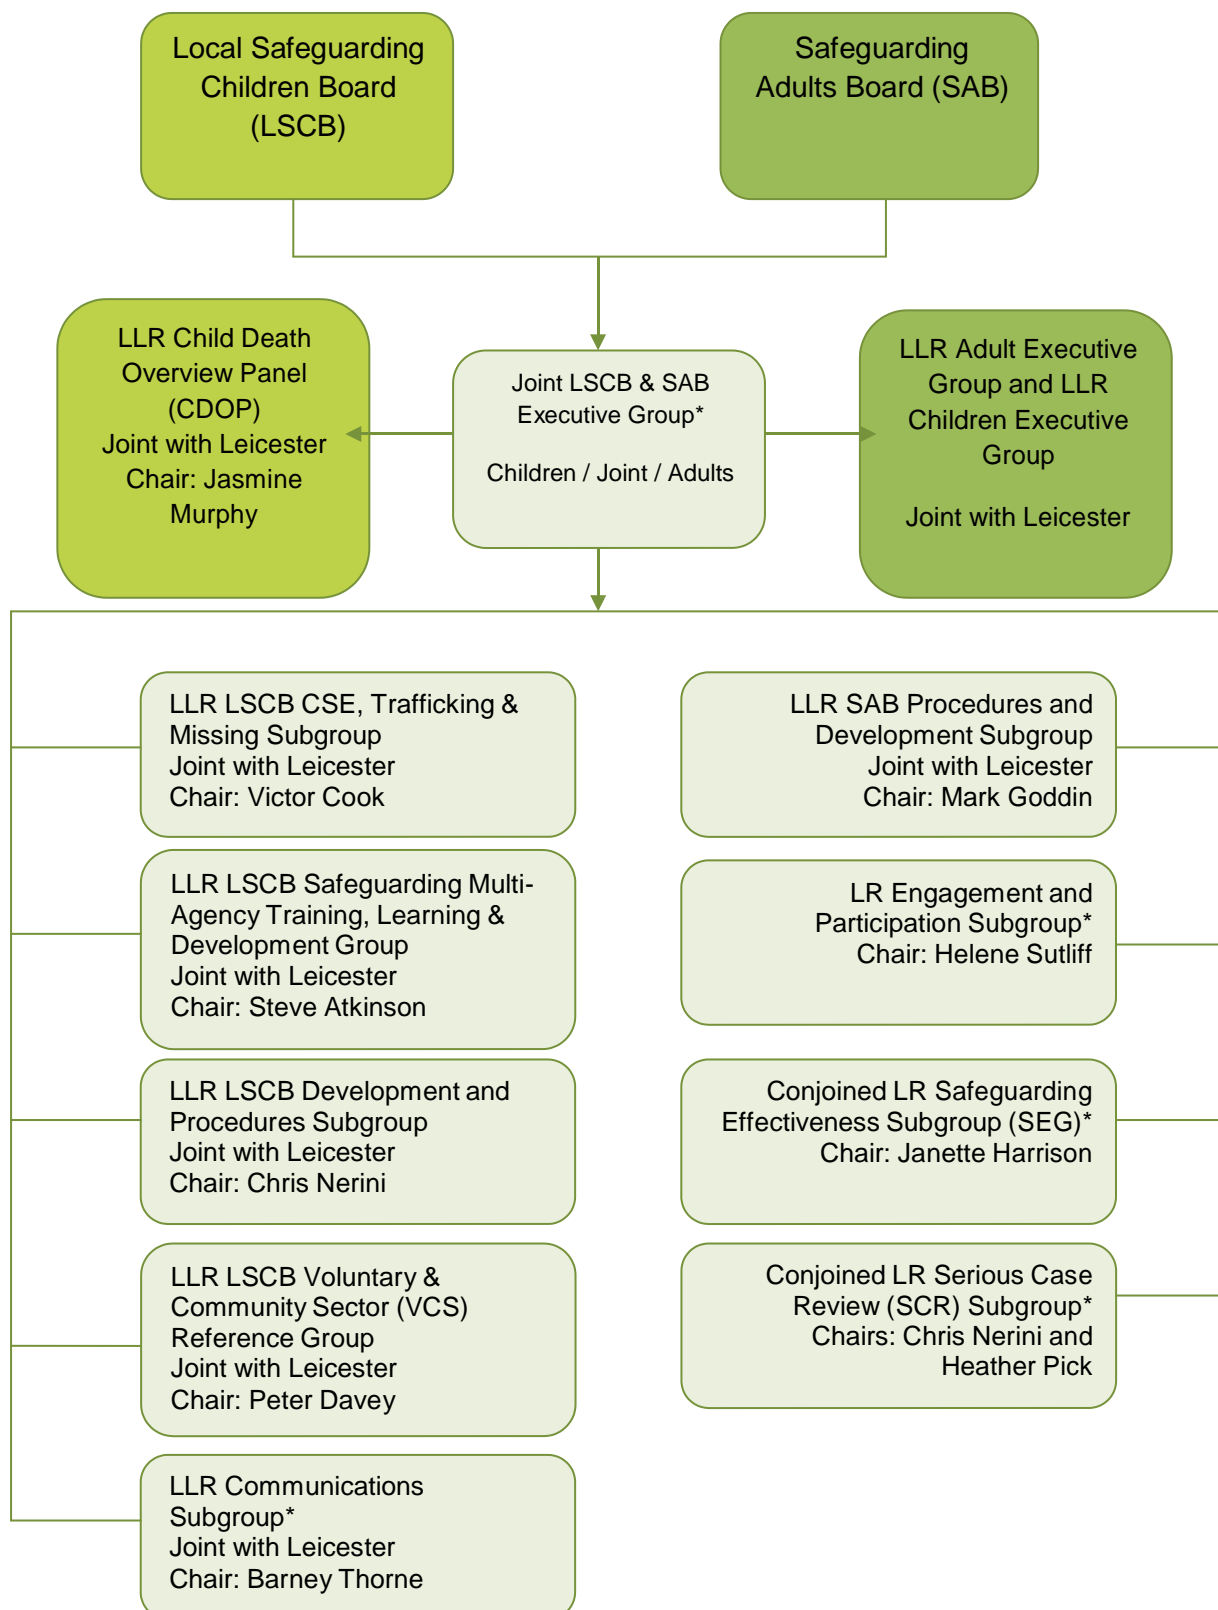 Local Safeguarding
Children Board
(LSCB)
Safeguarding
Adults Board (SAB)
LLR Child Death
Overview Panel
(CDOP)
Joint with Leicester
Chair: Jasmine
Murphy
Joint LSCB & SAB
Executive Group*
Children / Joint / Adults
LLR Adult Executive
Group and LLR
Children Executive
Group
Joint with Leicester
LLR LSCB CSE, Trafficking &
Missing Subgroup
Joint with Leicester
Chair: Victor Cook
LLR LSCB Safeguarding Multi-
Agency Training, Learning &
Development Group
Joint with Leicester
Chair: Steve Atkinson
LLR LSCB Development and
Procedures Subgroup
Joint with Leicester
Chair: Chris Nerini
LLR LSCB Voluntary &
Community Sector (VCS)
Reference Group
Joint with Leicester
Chair: Peter Davey
LLR Communications
Subgroup*
Joint with Leicester
Chair: Barney Thorne
LLR SAB Procedures and
Development Subgroup
Joint with Leicester
Chair: Mark Goddin
LR Engagement and
Participation Subgroup*
Chair: Helene Sutliff
Conjoined LR Safeguarding
Effectiveness Subgroup (SEG)*
Chair: Janette Harrison
Conjoined LR Serious Case
Review (SCR) Subgroup*
Chairs: Chris Nerini and
Heather Pick